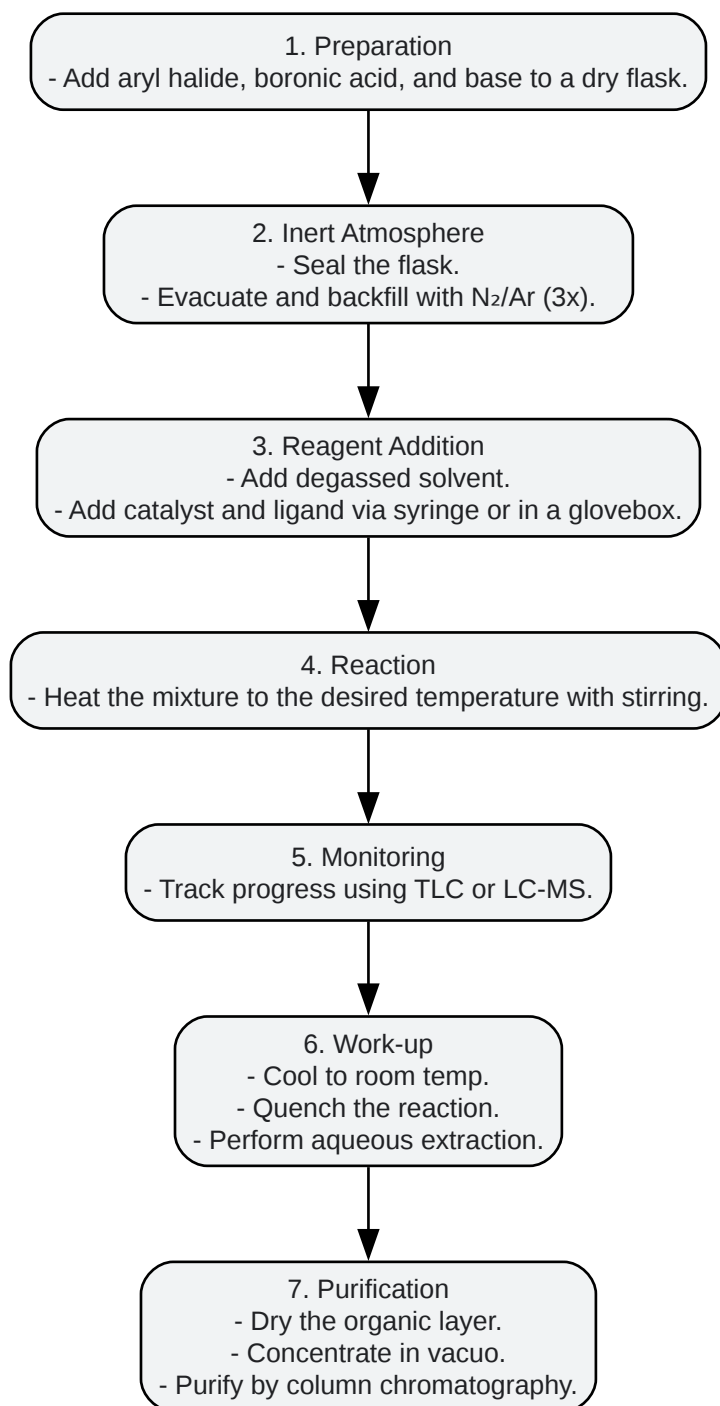 1. Preparation
- Add aryl halide, boronic acid, and base to a dry flask.
2. Inert Atmosphere
- Seal the flask.
- Evacuate and backfill with N₂/Ar (3x).
3. Reagent Addition
- Add degassed solvent.
- Add catalyst and ligand via syringe or in a glovebox.
4. Reaction
- Heat the mixture to the desired temperature with stirring.
5. Monitoring
- Track progress using TLC or LC-MS.
6. Work-up
- Cool to room temp.
- Quench the reaction.
- Perform aqueous extraction.
7. Purification
- Dry the organic layer.
- Concentrate in vacuo.
- Purify by column chromatography.